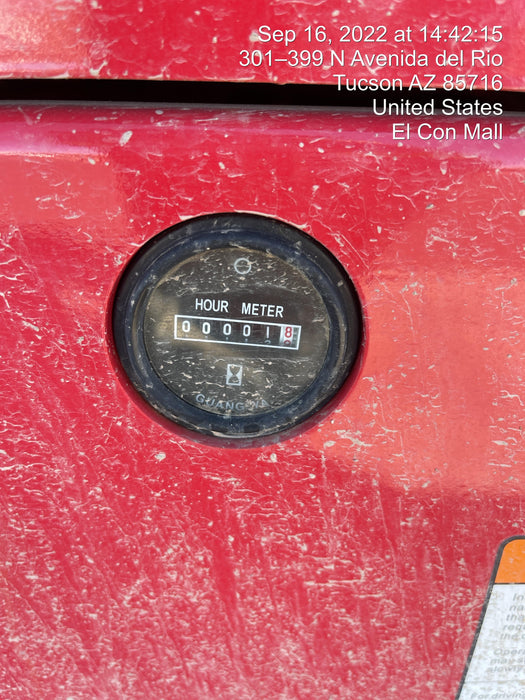 Sep 16, 2022 at 14:42:15
301–399 N Avenida del Rio
Tucson AZ 85716
United States
El Con Mall
HOUR METER
000018
In